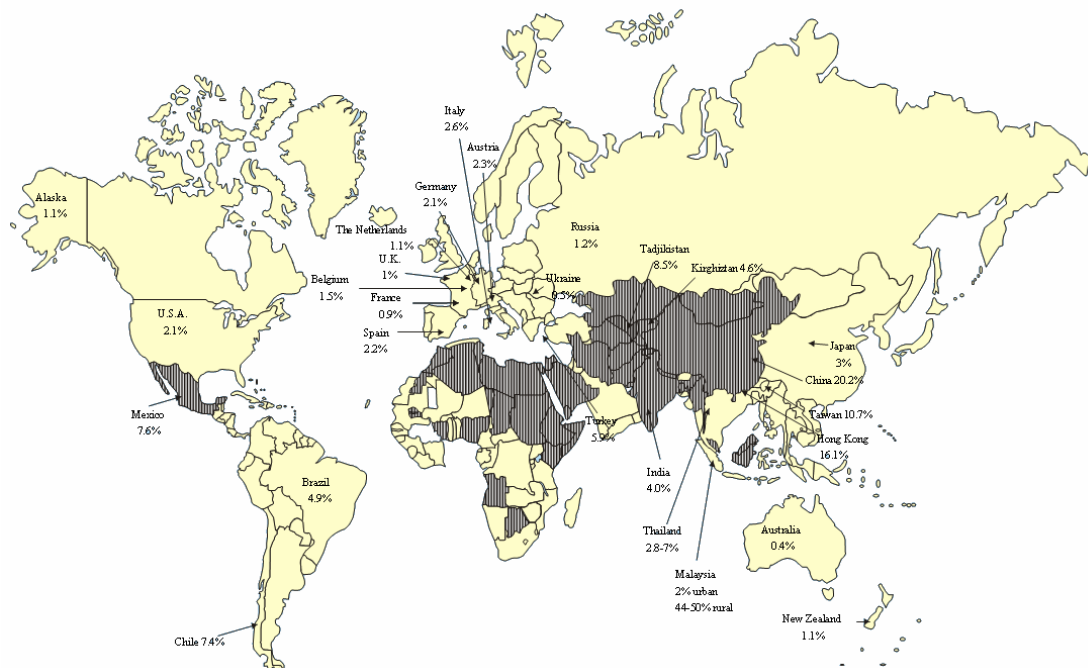 Italy
2.6%
Austria
2.3%
Germany
2.1%
Alaska
1.1%
The Netherlands
1.1%
U.K.
1%
Russia
1.2%
Tadjikistan
8.5%
Kirghiztan 4.6%
Belgium
1.5%
Ukraine
0.5%
France
0.9%
U.S.A.
2.1%
Spain
2.2%
Japan
3%
China 20.2%
Mexico
7.6%
Turkey
5.9%
Taiwan 10.7%
Hong Kong
16.1%
India
4.0%
Brazil
4.9%
Thailand
2.8-7%
Australia
0.4%
Malaysia
2% urban
44-50% rural
New Zealand
1.1%
Chile 7.4%